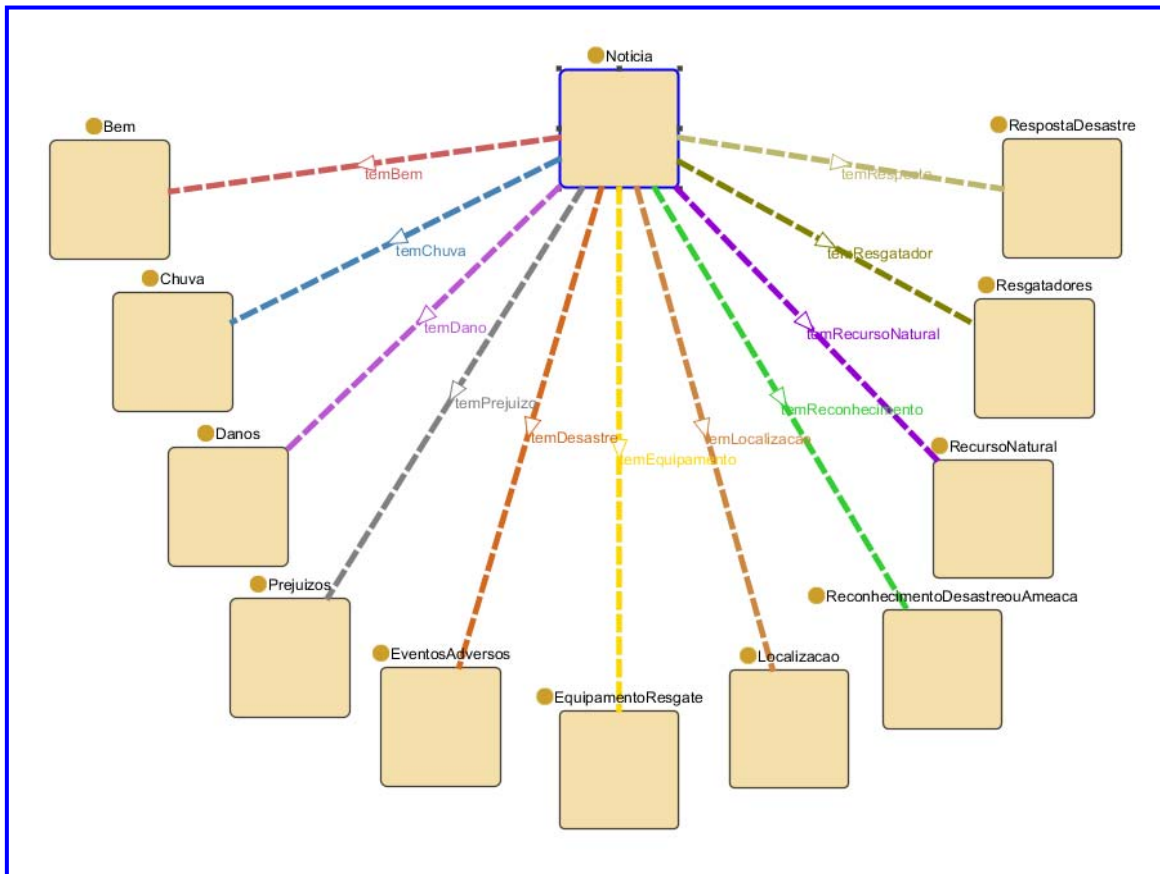 Noticia
Bem
RespostaDesastre
temBem
temResposta
temChuva
temResgatador
Chuva
Resgatadores
temDano
temRecursoNatural
temPrejuizo
temReconhecimento
Danos
temDesastre
temLocalizacao
temEquipamento
RecursoNatural
Prejuizos
ReconhecimentoDesastreouAmeaca
EventosAdversos
Localizacao
EquipamentoResgate